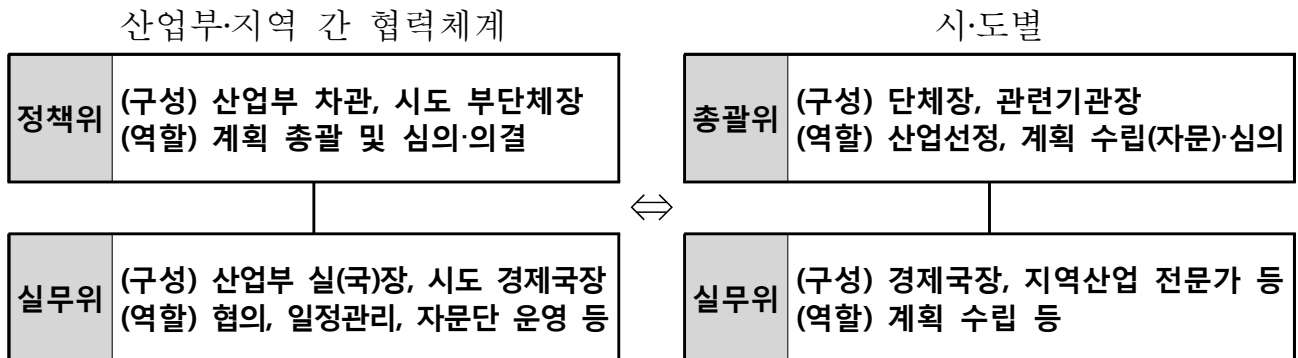 산업부·지역 간 협력체계
정책위
(구성) 산업부 차관, 시도 부단체장
(역할) 계획 총괄 및 심의·의결
실무위
(구성) 산업부 실(국)장, 시도 경제국장
(역할) 협의, 일정관리, 자문단 운영 등
⇔
시·도별
총괄위
(구성) 단체장, 관련기관장
(역할) 산업선정, 계획 수립(자문)·심의
실무위
(구성) 경제국장, 지역산업 전문가 등
(역할) 계획 수립 등